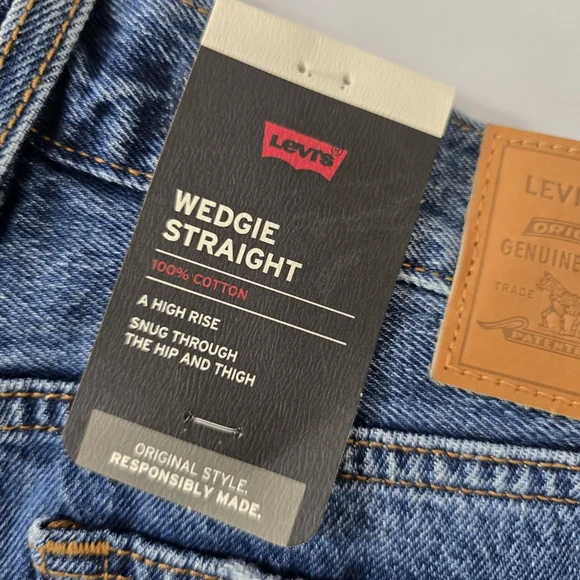 Levi's
WEDGIE
STRAIGHT
100% COTTON
A HIGH RISE
SNUG THROUGH
THE HIP AND THIGH
ORIGINAL STYLE.
RESPONSIBLY MADE.
LEVI
ORIG
GENUINE
TRADE
PATENT